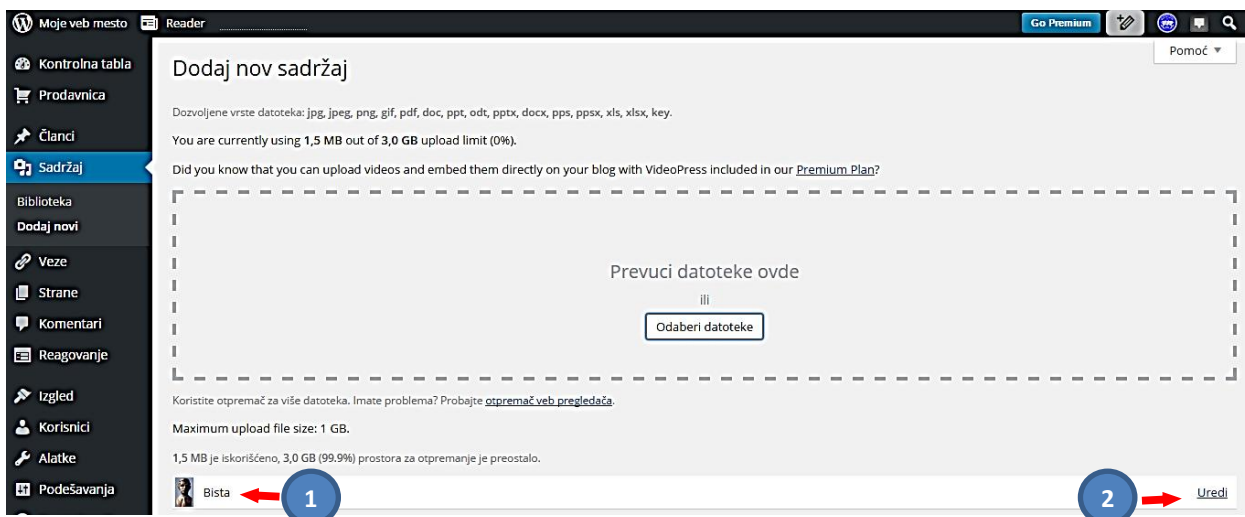 Moje veb mesto Reader Go Premium
Pomoć
Kontrolna tabla
Prodavnica
Članci
Sadržaj
Biblioteka
Dodaj novi
Veze
Strane
Komentari
Reagovanje
Izgled
Korisnici
Alatke
Podešavanja
Dodaj nov sadržaj
Dozvoljene vrste datoteka: jpg, jpeg, png, gif, pdf, doc, ppt, odt, pptx, docx, pps, ppsx, xls, xlsx, key.
You are currently using 1,5 MB out of 3,0 GB upload limit (0%).
Did you know that you can upload videos and embed them directly on your blog with VideoPress included in our Premium Plan?
Prevuci datoteke ovde
ili
Odaberi datoteke
Koristite otpremač za više datoteka. Imate problema? Probajte otpremač veb pregledača.
Maximum upload file size: 1 GB.
1,5 MB je iskorišćeno, 3,0 GB (99.9%) prostora za otpremanje je preostalo.
Bista 1 2 Uredi